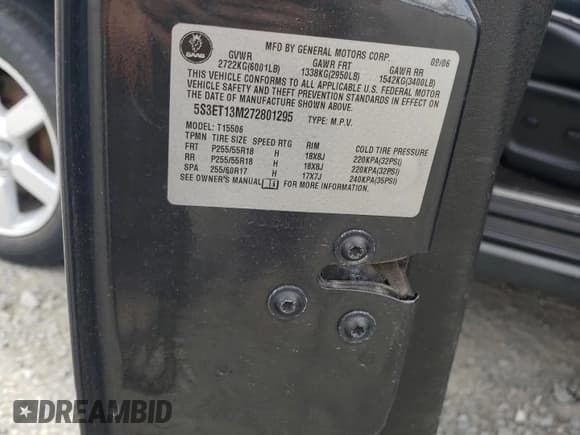 SAAB
MFD BY GENERAL MOTORS CORP. 09/06
GVWR GAWR FRT GAWR RR
2722KG(6001LB) 1338KG(2950LB) 1542KG(3400LB)
THIS VEHICLE CONFORMS TO ALL APPLICABLE U.S. FEDERAL MOTOR
VEHICLE SAFETY AND THEFT PREVENTION STANDARDS IN EFFECT ON
THE DATE OF MANUFACTURE SHOWN ABOVE.
5S3ET13M272801295 TYPE: M.P.V.
MODEL: T15506
TPMN TIRE SIZE SPEED RTG RIM COLD TIRE PRESSURE
FRT P255/55R18 H 18X8J 220KPA(32PSI)
RR P255/55R18 H 18X8J 220KPA(32PSI)
SPA 255/60R17 H 17X7J 240KPA(35PSI)
SEE OWNER'S MANUAL FOR MORE INFORMATION.
DREAMBID